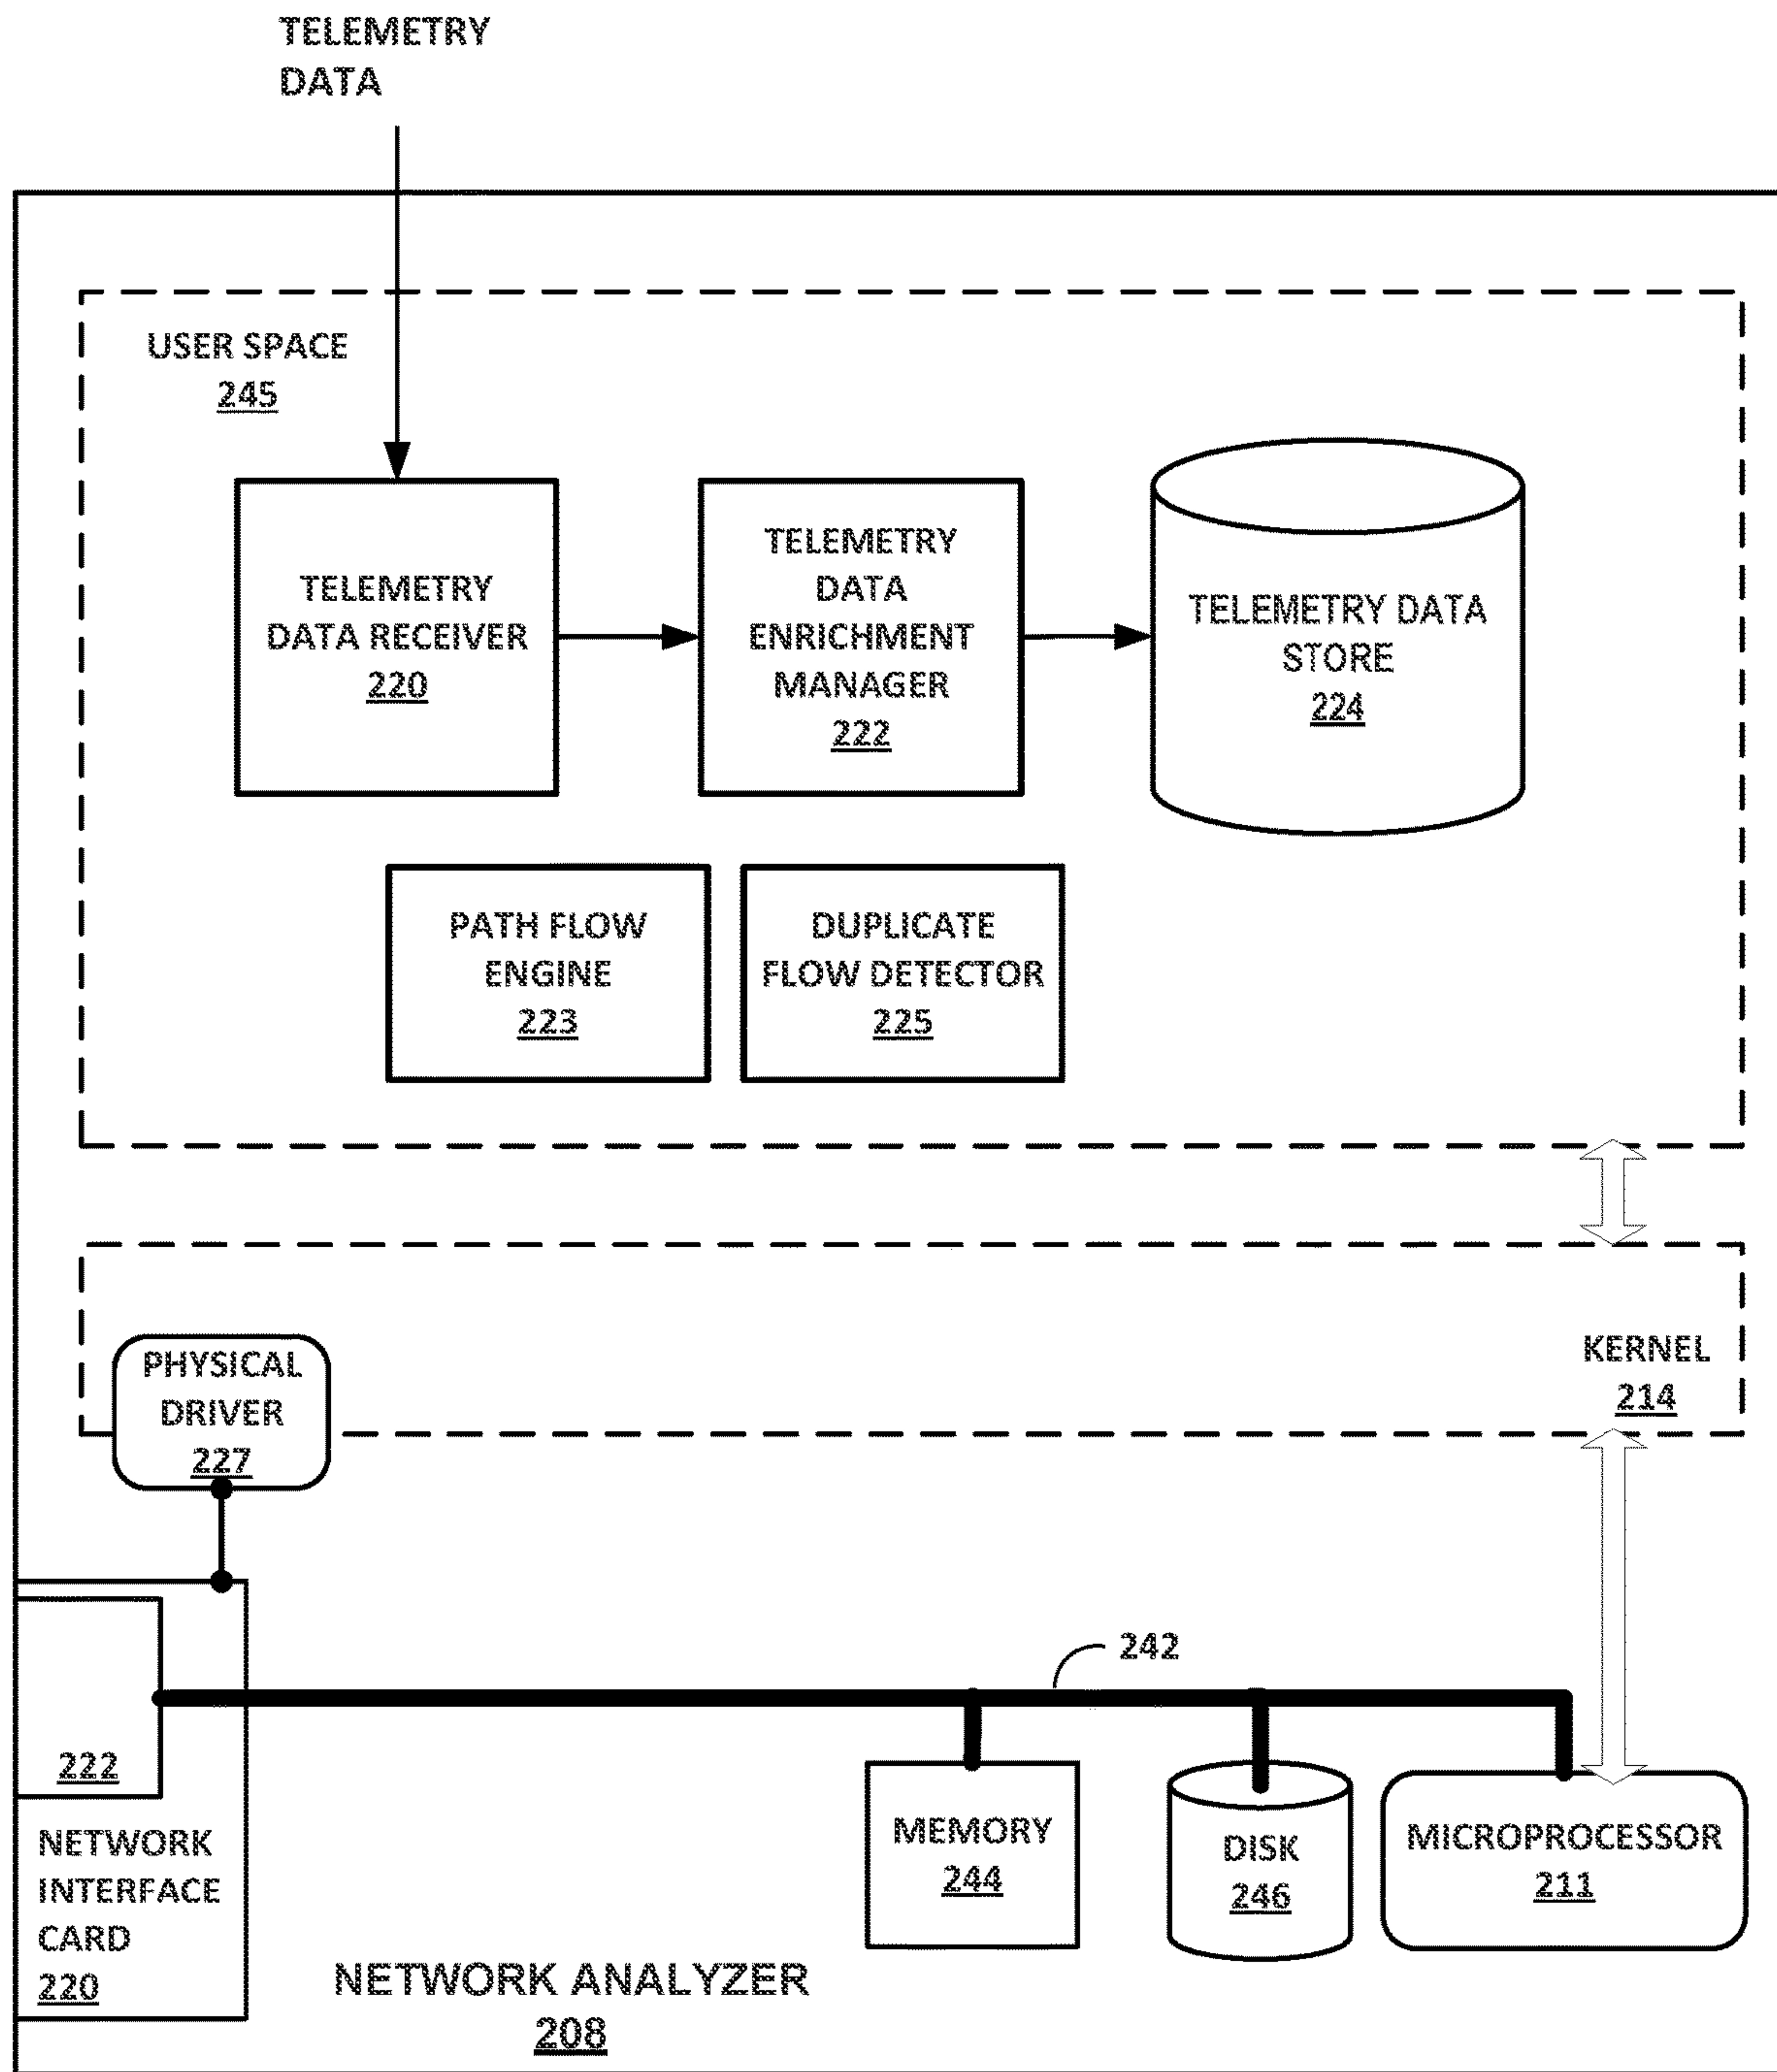 TELEMETRY
DATA
USER SPACE
245
TELEMETRY
DATA RECEIVER
220
TELEMETRY
DATA
ENRICHMENT
MANAGER
222
TELEMETRY DATA
STORE
224
PATH FLOW
ENGINE
223
DUPLICATE
FLOW DETECTOR
225
KERNEL
214
PHYSICAL
DRIVER
227
242
222
NETWORK
INTERFACE
CARD
220
MEMORY
244
DISK
246
MICROPROCESSOR
211
NETWORK ANALYZER
208